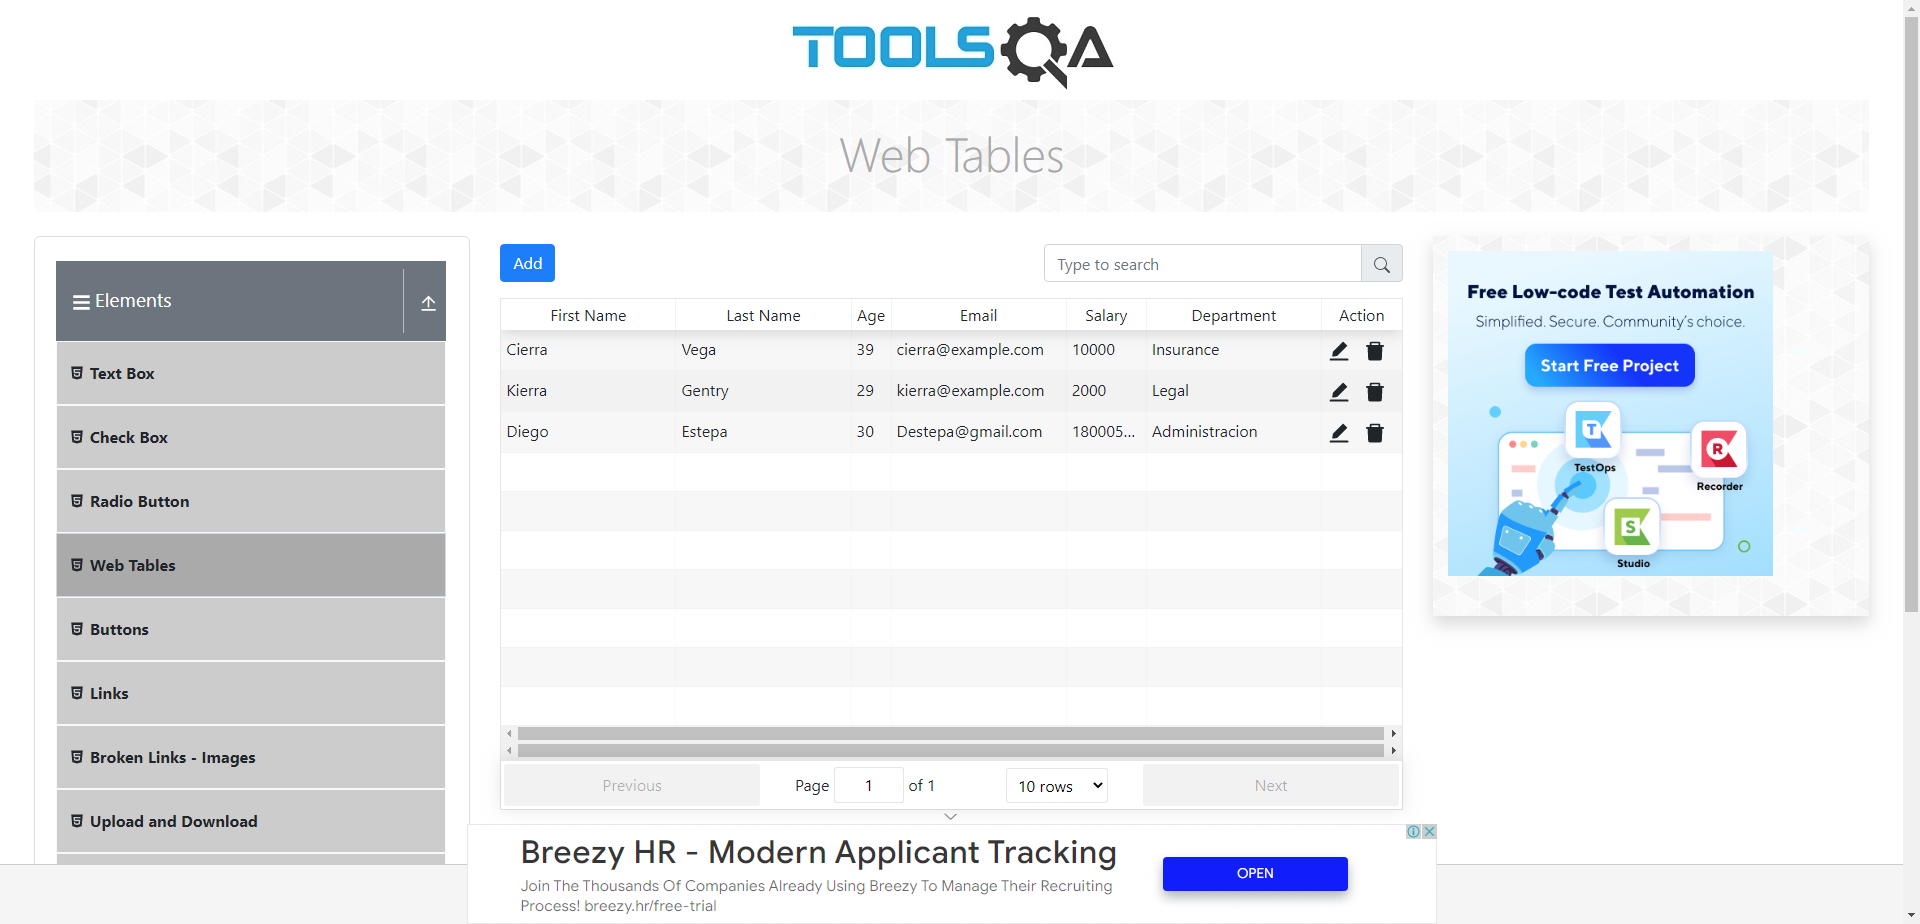 TOOLSQA
Web Tables
Elements
Text Box
Check Box
Radio Button
Web Tables
Buttons
Links
Broken Links - Images
Upload and Download
Add
Type to search
First Name Last Name Age Email Salary Department Action
Cierra Vega 39 cierra@example.com 10000 Insurance
Kierra Gentry 29 kierra@example.com 2000 Legal
Diego Estepa 30 Destepa@gmail.com 180005... Administracion
Previous Page 1 of 1 10 rows Next
Free Low-code Test Automation
Simplified. Secure. Community's choice.
Start Free Project
T
TestOps
R
Recorder
S
Studio
Breezy HR - Modern Applicant Tracking
Join The Thousands Of Companies Already Using Breezy To Manage Their Recruiting
Process! breezy.hr/free-trial
OPEN